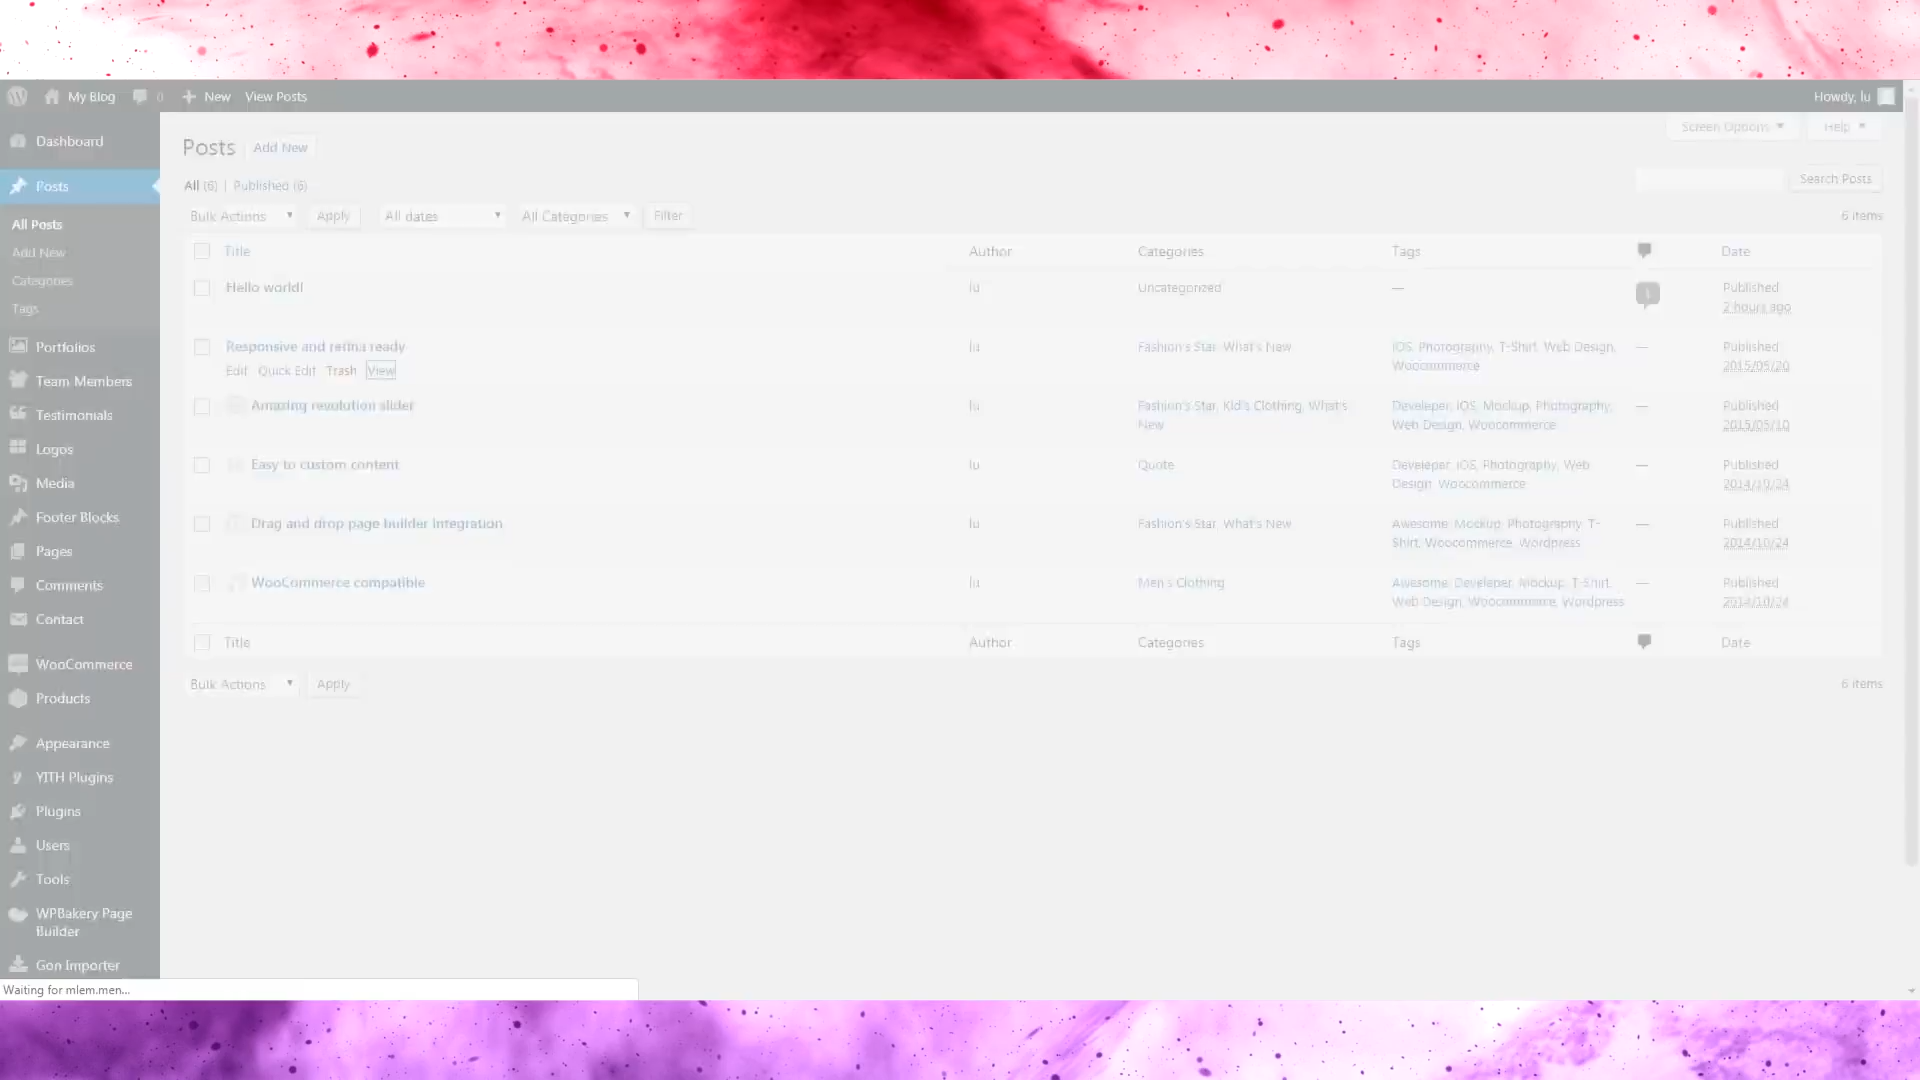 My Blog 0 New View Posts Howdy, lu
Dashboard
Posts
All Posts
Add New
Categories
Tags
Portfolios
Team Members
Testimonials
Logos
Media
Footer Blocks
Pages
Comments
Contact
WooCommerce
Products
Appearance
YITH Plugins
Plugins
Users
Tools
WPBakery Page
Builder
Gon Importer
Screen Options Help
Posts Add New
All (6) | Published (6)
Search Posts
Bulk Actions Apply All dates All Categories Filter 6 items
Title Author Categories Tags Date
Hello world! lu Uncategorized — 1 Published
2 hours ago
Responsive and retina ready lu Fashion's Star, What's New iOS, Photography, T-Shirt, Web Design, — Published
Woocommerce 2015/05/20
Edit Quick Edit Trash View
Amazing revolution slider lu Fashion's Star, Kid's Clothing, What's Developer, iOS, Mockup, Photography, — Published
New Web Design, Woocommerce 2015/05/10
Easy to custom content lu Quote Developer, iOS, Photography, Web — Published
Design, Woocommerce 2014/10/24
Drag and drop page builder integration lu Fashion's Star, What's New Awesome, Mockup, Photography, T- — Published
Shirt, Woocommerce, Wordpress 2014/10/24
WooCommerce compatible lu Men's Clothing Awesome, Developer, Mockup, T-Shirt, — Published
Web Design, Woocommerce, Wordpress 2014/10/24
Title Author Categories Tags Date
Bulk Actions Apply 6 items
Waiting for mlem.men...